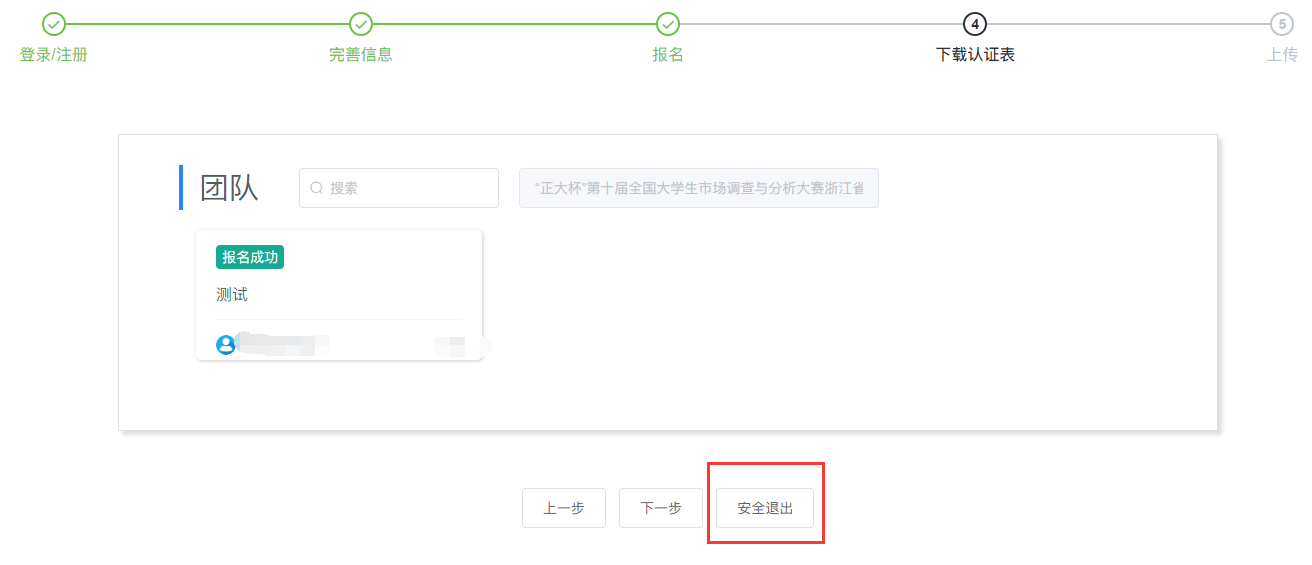 4
5
登录/注册
完善信息
报名
下载认证表
上传
团队
搜索
“正大杯”第十届全国大学生市场调查与分析大赛浙江省
报名成功
测试
上一步
下一步
安全退出